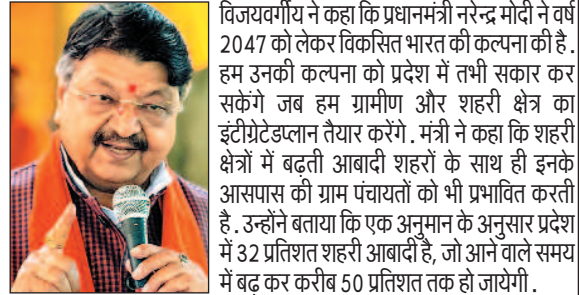 विजयवर्गीय ने कहा कि प्रधानमंत्री नरेन्द्र मोदी ने वर्ष
2047 को लेकर विकसित भारत की कल्पना की है .
हम उनकी कल्पना को प्रदेश में तभी सकार कर
सकेंगे जब हम ग्रामीण और शहरी क्षेत्र का
इंटीग्रेटेडप्लान तैयार करेंगे . मंत्री ने कहा कि शहरी
क्षेत्रों में बढ़ती आबादी शहरों के साथ ही इनके
आसपास की ग्राम पंचायतों को भी प्रभावित करती
है . उन्होंने बताया कि एक अनुमान के अनुसार प्रदेश
में 32 प्रतिशत शहरी आबादी है, जो आने वाले समय
में बढ़ कर करीब 50 प्रतिशत तक हो जायेगी .